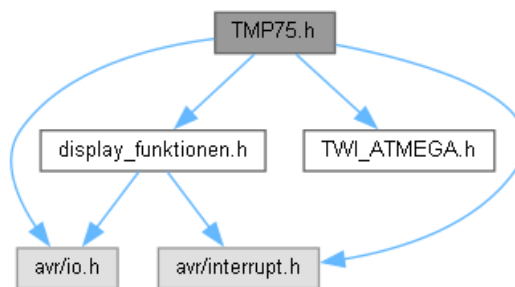 TMP75.h
display_funktionen.h
TWI_ATMEGA.h
avr/io.h
avr/interrupt.h